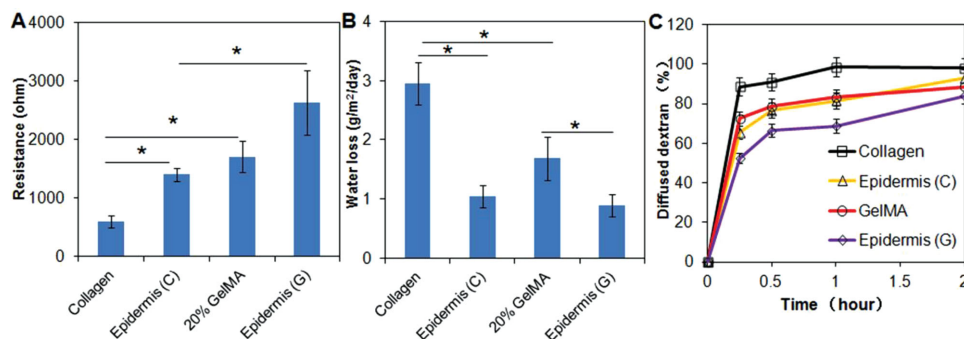 A
Resistance (ohm)
4000
3000
2000
1000
0
*
*
*
Collagen
Epidermis (C)
20% GelMA
Epidermis (G)
B
Water loss (g/m²/day)
4
3
2
1
0
*
*
*
Collagen
Epidermis (C)
20% GelMA
Epidermis (G)
C
Diffused dextran (%)
120
100
80
60
40
20
0
Collagen
Epidermis (C)
GelMA
Epidermis (G)
0 0.5 1 1.5 2
Time (hour)